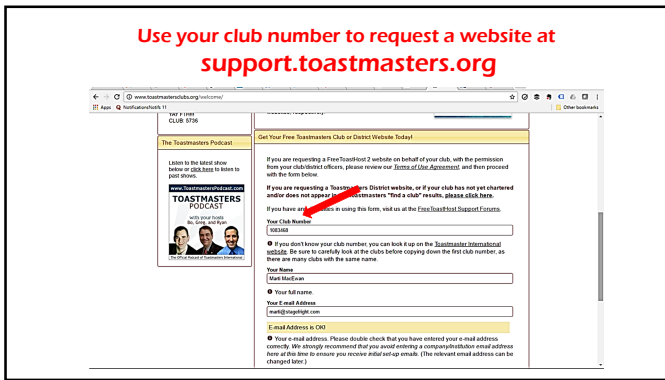 Use your club number to request a website at
support.toastmasters.org
www.toastmastersclubs.org/welcome/
Apps
NotificationsNotifs 11
Other bookmarks
CLUB: 5736
The Toastmasters Podcast
Listen to the latest show
below or click here to listen to
past shows.
www.ToastmastersPodcast.com
TOASTMASTERS
PODCAST
with your hosts
Bo, Greg, and Ryan
The Official Podcast of Toastmasters International
Get Your Free Toastmasters Club or District Website Today!
If you are requesting a FreeToastHost 2 website on behalf of your club, with the permission
from your club/district officers, please review our Terms of Use Agreement, and then proceed
with the form below.
If you are requesting a Toastmasters District website, or if your club has not yet chartered
and/or does not appear in Toastmasters "find a club" results, please click here.
If you have any in using this form, visit us at the FreeToastHost Support Forums.
Your Club Number
1083468
If you don't know your club number, you can look it up on the Toastmaster International
website. Be sure to carefully look at the clubs before copying down the first club number, as
there are many clubs with the same name.
Your Name
Marti MacEwan
Your full name.
Your E-mail Address
marti@stagefright.com
E-mail Address is OK!
Your e-mail address. Please double check that you have entered your e-mail address
correctly. We strongly recommend that you avoid entering a company/institution email address
here at this time to ensure you receive initial set-up emails. (The relevant email address can be
changed later.)